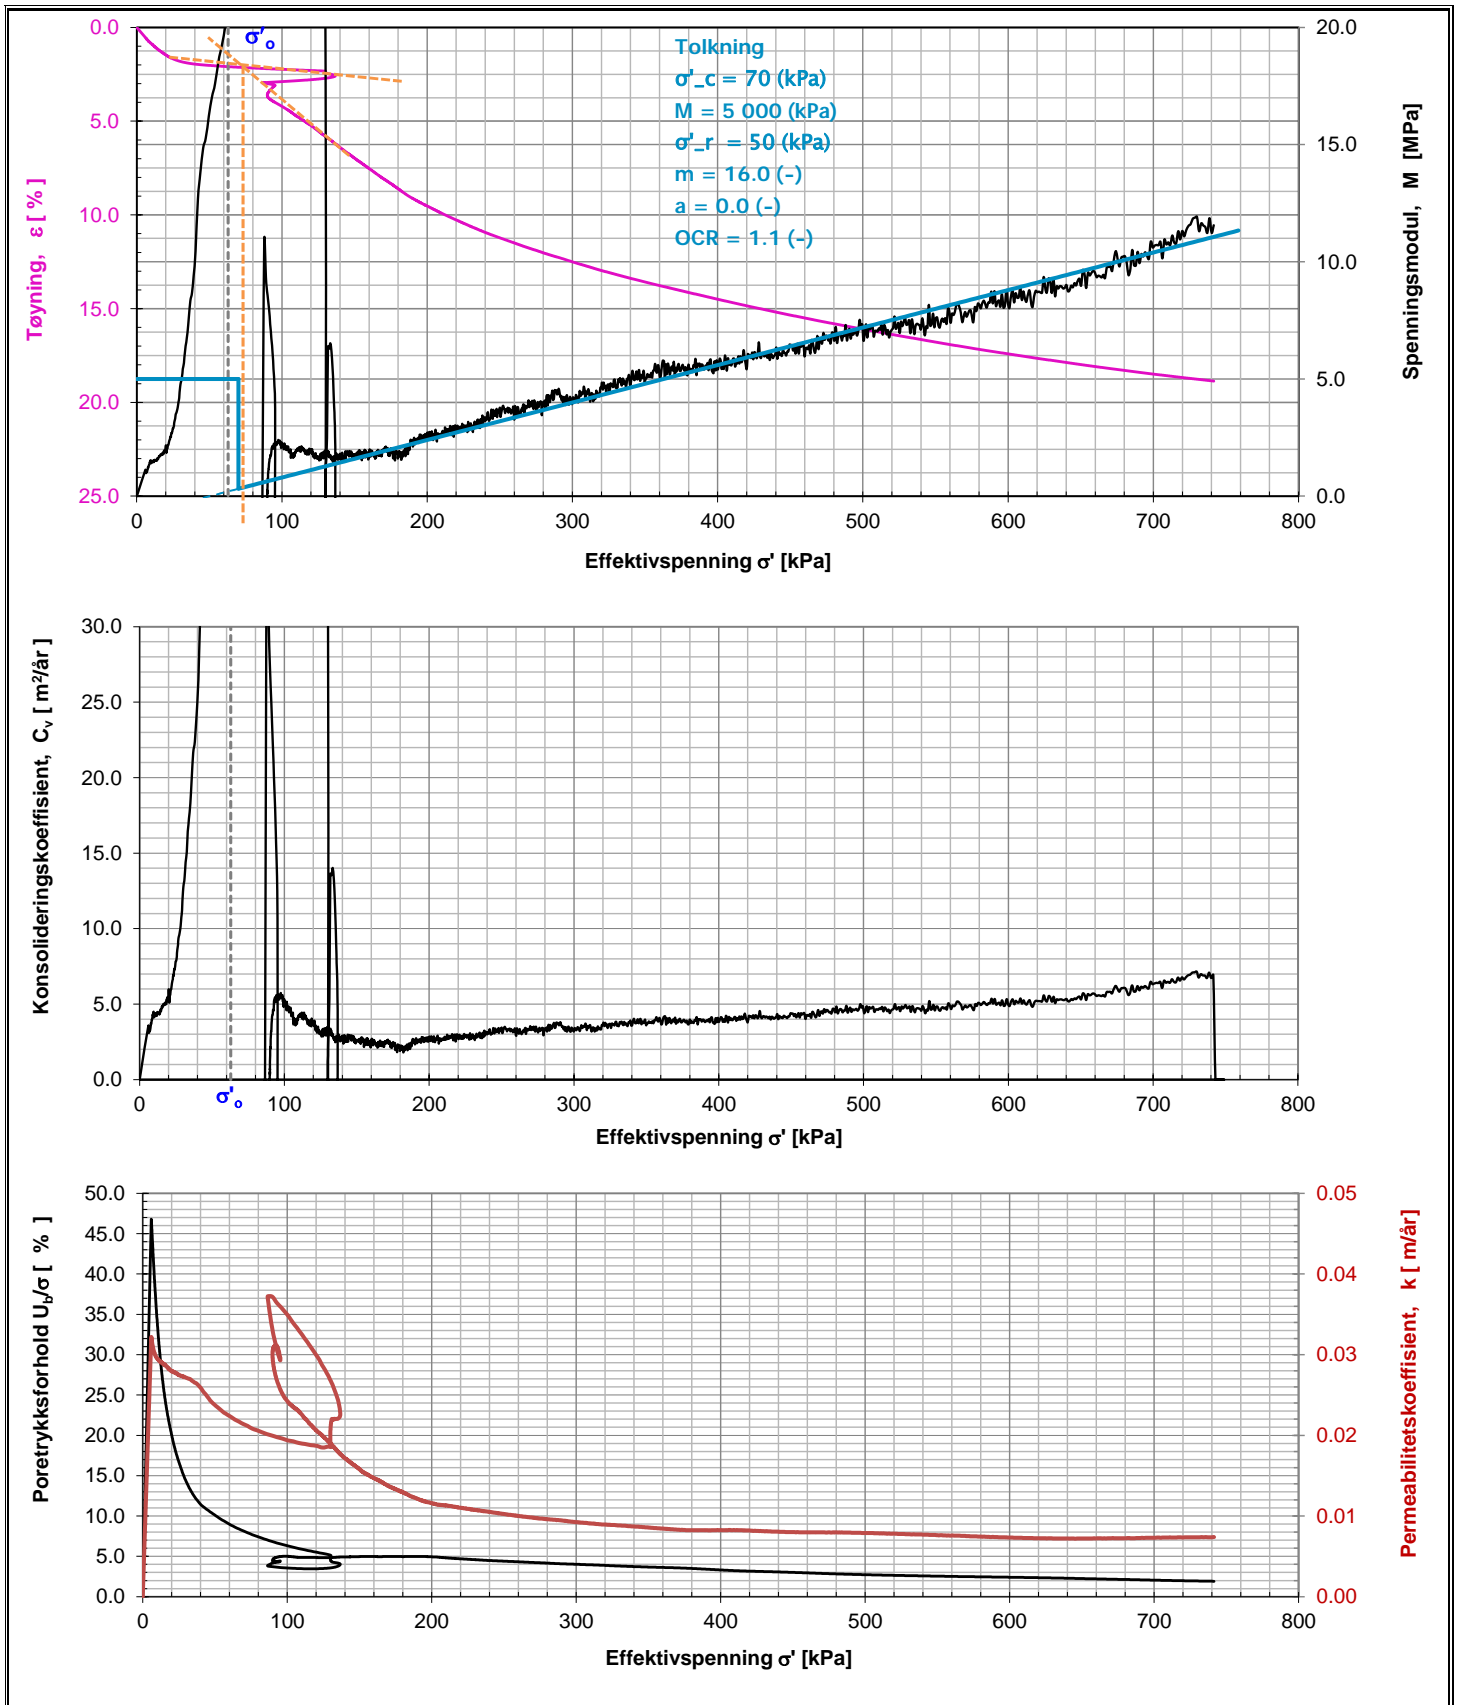 0.0
5.0
10.0
15.0
20.0
25.0
Tøyning, ε [ % ]
σ'o
Tolkning
σ'_c = 70 (kPa)
M = 5 000 (kPa)
σ'_r = 50 (kPa)
m = 16.0 (-)
a = 0.0 (-)
OCR = 1.1 (-)
20.0
15.0
10.0
5.0
0.0
Spenningsmodul, M [MPa]
0 100 200 300 400 500 600 700 800
Effektivspenning σ' [kPa]
30.0
25.0
20.0
15.0
10.0
5.0
0.0
Konsolideringskoeffisient, Cv [ m²/år ]
0 100 200 300 400 500 600 700 800
σ'o
Effektivspenning σ' [kPa]
50.0
45.0
40.0
35.0
30.0
25.0
20.0
15.0
10.0
5.0
0.0
Poretrykksforhold Ub/σ [ % ]
0.05
0.04
0.03
0.02
0.01
0.00
Permeabilitetskoeffisient, k [ m/år]
0 100 200 300 400 500 600 700 800
Effektivspenning σ' [kPa]